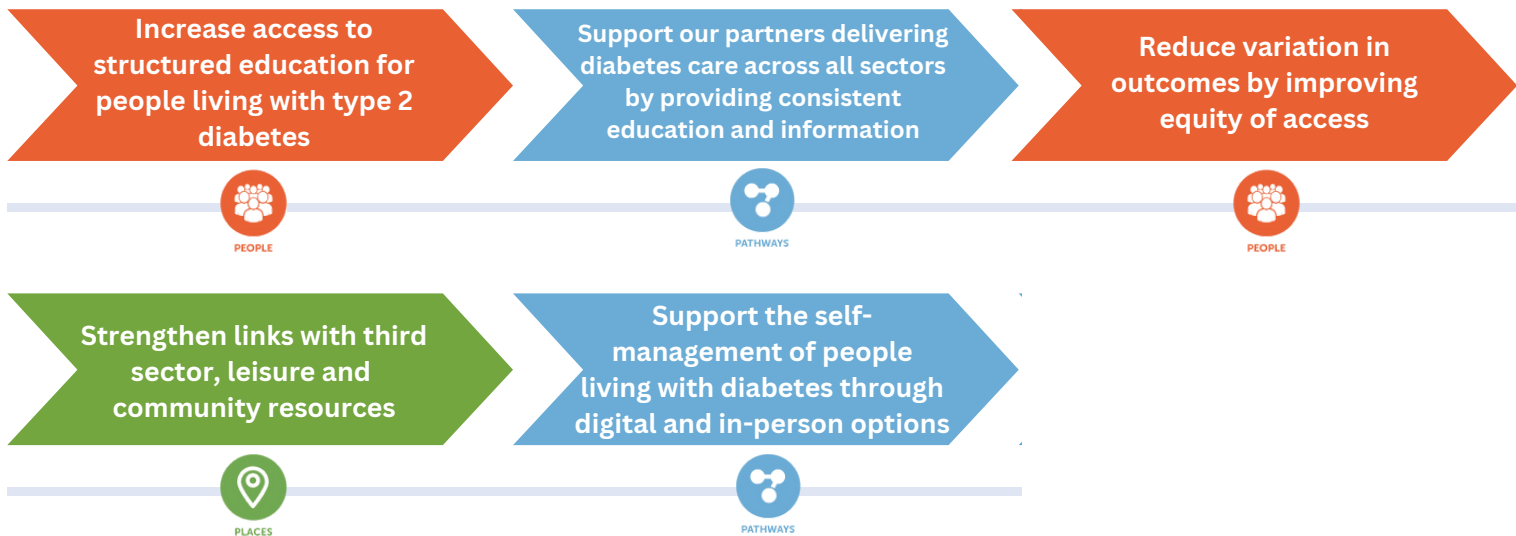 Increase access to
structured education for
people living with type 2
diabetes
PEOPLE
Support our partners delivering
diabetes care across all sectors
by providing consistent
education and information
PATHWAYS
Reduce variation in
outcomes by improving
equity of access
PEOPLE
Strengthen links with third
sector, leisure and
community resources
PLACES
Support the self-
management of people
living with diabetes through
digital and in-person options
PATHWAYS